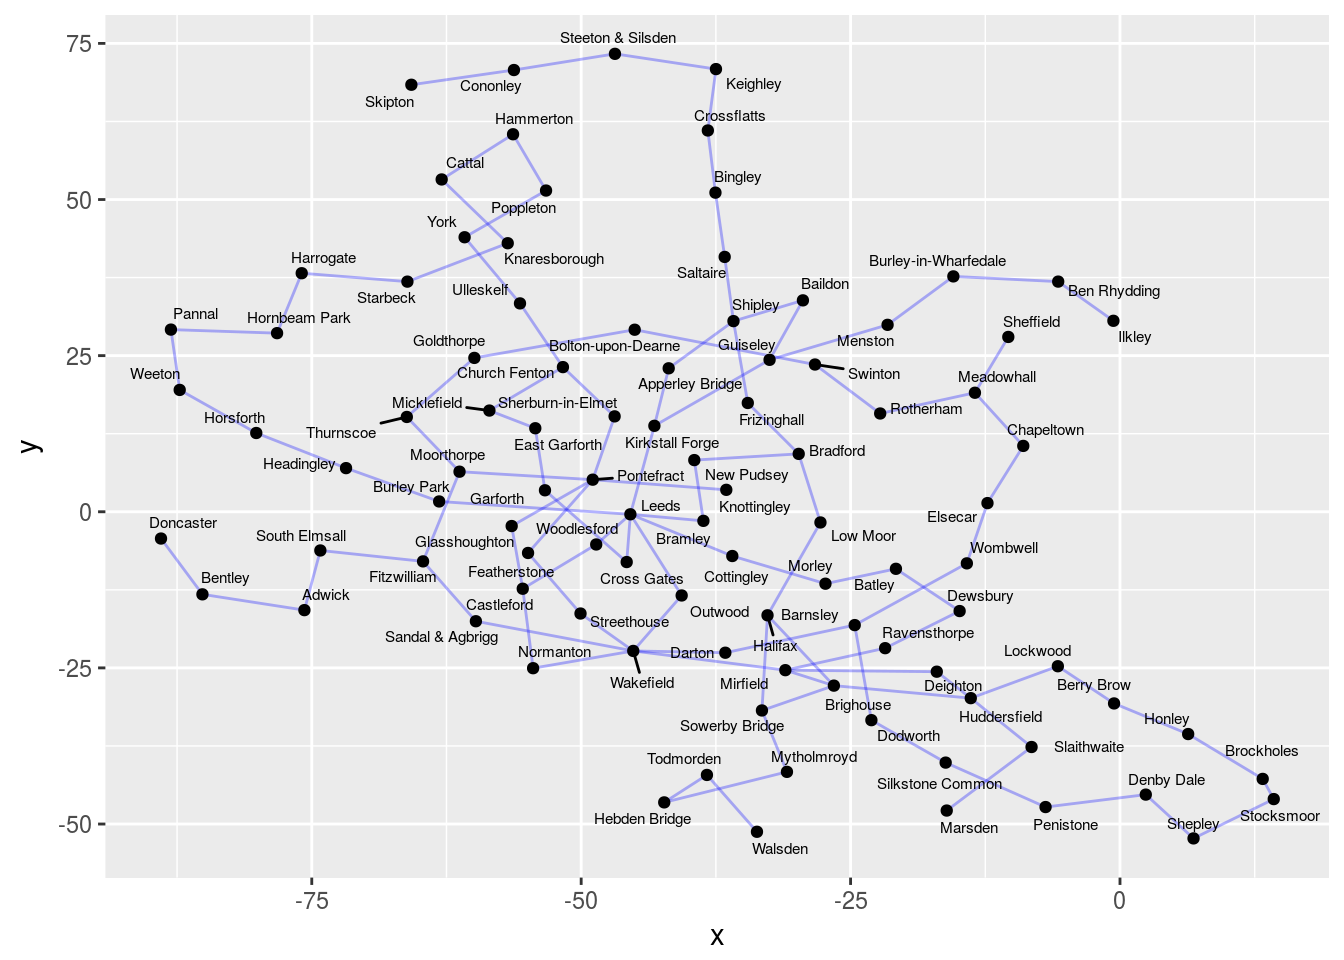 75
Steeton & Silsden
Skipton
Cononley
Keighley
Hammerton
Crossflatts
Cattal
Bingley
50
Poppleton
York
Knaresborough
Harrogate
Saltaire
Burley-in-Wharfedale
Starbeck
Ulleskelf
Baildon
Ben Rhydding
Pannal
Hornbeam Park
Shipley
Sheffield
Ilkley
Goldthorpe
Bolton-upon-Dearne
Guiseley
Menston
25
Weeton
Church Fenton
Apperley Bridge
Swinton
Meadowhall
Micklefield
Sherburn-in-Elmet
Rotherham
Horsforth
Thurnscoe
East Garforth
Kirkstall Forge
Frizinghall
Chapeltown
Headingley
Moorthorpe
Bradford
Burley Park
Garforth
Pontefract
New Pudsey
Leeds
Knottingley
0
Elsecar
Doncaster
South Elmsall
Glasshoughton
Woodlesford
Bramley
Low Moor
Wombwell
Bentley
Fitzwilliam
Featherstone
Cross Gates
Cottingley
Morley
Batley
Adwick
Castleford
Outwood
Barnsley
Dewsbury
Sandal & Agbrigg
Streethouse
Ravensthorpe
Normanton
Darton
Halifax
Lockwood
-25
Wakefield
Mirfield
Deighton
Berry Brow
Brighouse
Huddersfield
Honley
Sowerby Bridge
Dodworth
Slaithwaite
Brockholes
Todmorden
Mytholmroyd
Silkstone Common
Denby Dale
Hebden Bridge
Marsden
Penistone
Shepley
Stocksmoor
-50
Walsden
-75
-50
-25
0
x
y